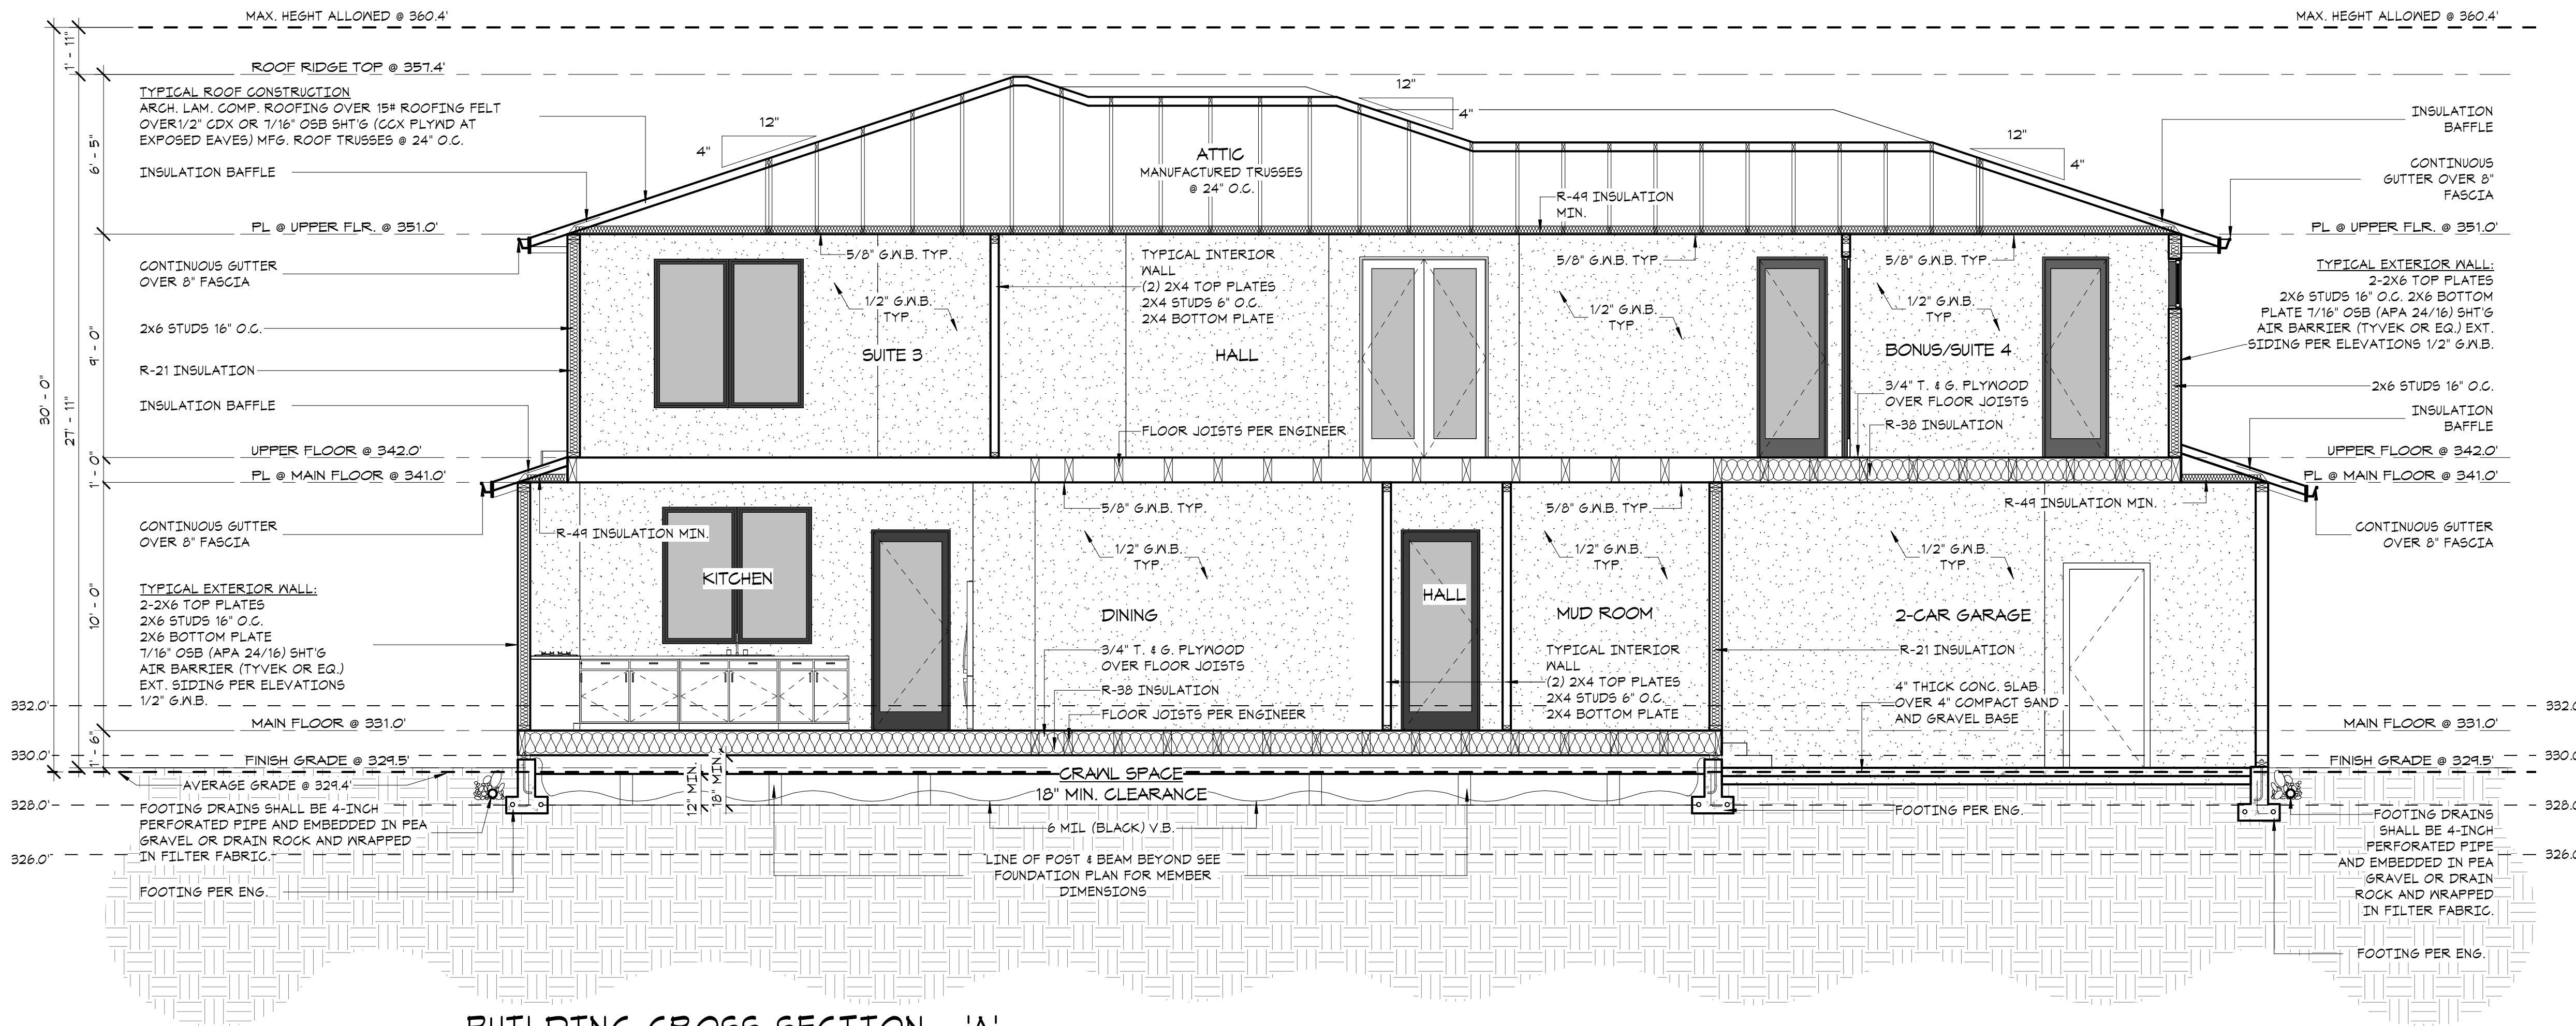 MAX. HEGHT ALLOWED @ 360.4'
MAX. HEGHT ALLOWED @ 360.4'
1' - 11"
ROOF RIDGE TOP @ 357.4'
TYPICAL ROOF CONSTRUCTION
ARCH. LAM. COMP. ROOFING OVER 15# ROOFING FELT
OVER1/2" CDX OR 7/16" OSB SHT'G (CCX PLYWD AT
EXPOSED EAVES) MFG. ROOF TRUSSES @ 24" O.C.
INSULATION BAFFLE
6' - 5"
12"
4"
12"
4"
12"
4"
ATTIC
MANUFACTURED TRUSSES
@ 24" O.C.
R-49 INSULATION
MIN.
INSULATION
BAFFLE
CONTINUOUS
GUTTER OVER 8"
FASCIA
PL @ UPPER FLR. @ 351.0'
PL @ UPPER FLR. @ 351.0'
CONTINUOUS GUTTER
OVER 8" FASCIA
2x6 STUDS 16" O.C.
R-21 INSULATION
INSULATION BAFFLE
9' - 0"
30' - 0"
27' - 11"
5/8" G.W.B. TYP.
1/2" G.W.B.
TYP.
SUITE 3
TYPICAL INTERIOR
WALL
(2) 2X4 TOP PLATES
2X4 STUDS 6" O.C.
2X4 BOTTOM PLATE
HALL
FLOOR JOISTS PER ENGINEER
5/8" G.W.B. TYP.
1/2" G.W.B.
TYP.
5/8" G.W.B. TYP.
1/2" G.W.B.
TYP.
BONUS/SUITE 4
3/4" T. & G. PLYWOOD
OVER FLOOR JOISTS
R-38 INSULATION
TYPICAL EXTERIOR WALL:
2-2X6 TOP PLATES
2X6 STUDS 16" O.C. 2X6 BOTTOM
PLATE 7/16" OSB (APA 24/16) SHT'G
AIR BARRIER (TYVEK OR EQ.) EXT.
SIDING PER ELEVATIONS 1/2" G.W.B.
2x6 STUDS 16" O.C.
INSULATION
BAFFLE
UPPER FLOOR @ 342.0'
UPPER FLOOR @ 342.0'
1' - 0"
PL @ MAIN FLOOR @ 341.0'
PL @ MAIN FLOOR @ 341.0'
CONTINUOUS GUTTER
OVER 8" FASCIA
R-49 INSULATION MIN.
5/8" G.W.B. TYP.
5/8" G.W.B. TYP.
R-49 INSULATION MIN.
CONTINUOUS GUTTER
OVER 8" FASCIA
1/2" G.W.B.
TYP.
1/2" G.W.B.
TYP.
1/2" G.W.B.
TYP.
10' - 0"
TYPICAL EXTERIOR WALL:
2-2X6 TOP PLATES
2X6 STUDS 16" O.C.
2X6 BOTTOM PLATE
7/16" OSB (APA 24/16) SHT'G
AIR BARRIER (TYVEK OR EQ.)
EXT. SIDING PER ELEVATIONS
1/2" G.W.B.
KITCHEN
DINING
HALL
MUD ROOM
2-CAR GARAGE
3/4" T. & G. PLYWOOD
OVER FLOOR JOISTS
R-38 INSULATION
FLOOR JOISTS PER ENGINEER
TYPICAL INTERIOR
WALL
(2) 2X4 TOP PLATES
2X4 STUDS 6" O.C.
2X4 BOTTOM PLATE
R-21 INSULATION
4" THICK CONC. SLAB
OVER 4" COMPACT SAND
AND GRAVEL BASE
332.0'
332.0'
MAIN FLOOR @ 331.0'
MAIN FLOOR @ 331.0'
1' - 6"
330.0'
330.0'
FINISH GRADE @ 329.5'
FINISH GRADE @ 329.5'
AVERAGE GRADE @ 329.4'
12" MIN.
18" MIN.
CRAWL SPACE
18" MIN. CLEARANCE
328.0'
328.0'
FOOTING DRAINS SHALL BE 4-INCH
PERFORATED PIPE AND EMBEDDED IN PEA
GRAVEL OR DRAIN ROCK AND WRAPPED
IN FILTER FABRIC.
6 MIL (BLACK) V.B.
FOOTING PER ENG.
FOOTING DRAINS
SHALL BE 4-INCH
PERFORATED PIPE
AND EMBEDDED IN PEA
GRAVEL OR DRAIN
ROCK AND WRAPPED
IN FILTER FABRIC.
326.0'
326.0'
LINE OF POST & BEAM BEYOND SEE
FOUNDATION PLAN FOR MEMBER
DIMENSIONS
FOOTING PER ENG.
FOOTING PER ENG.
BUILDING CROSS SECTION - 'A'